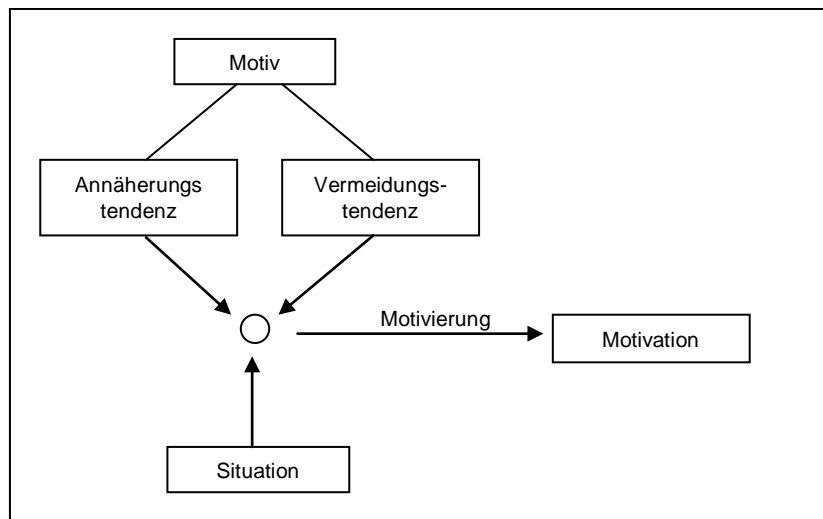 Motiv
Annäherungs
tendenz
Vermeidungs-
tendenz
Motivierung
Motivation
Situation